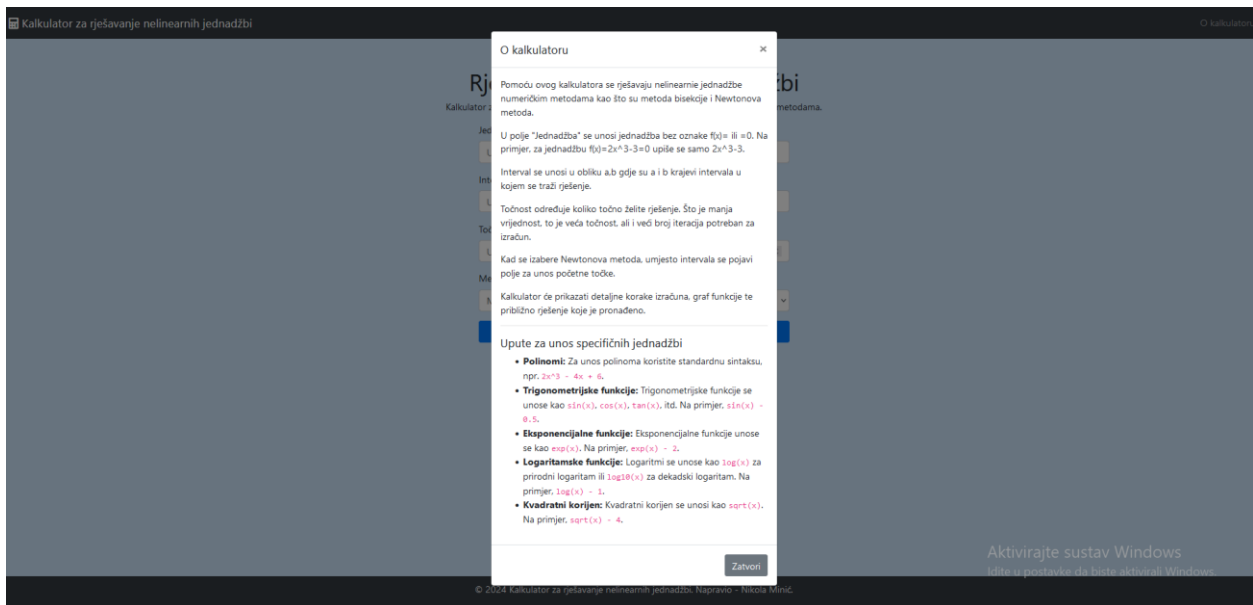 Kalkulator za rješavanje nelinearnih jednadžbi
O kalkulatoru
O kalkulatoru ×
Rj
žbi
Kalkulator z
metodama.
Pomoću ovog kalkulatora se rješavaju nelinearnie jednadžbe
numeričkim metodama kao što su metoda bisekcije i Newtonova
metoda.
Jed
U polje "Jednadžba" se unosi jednadžba bez oznake f(x)= ili =0. Na
primjer, za jednadžbu f(x)=2x^3-3=0 upiše se samo 2x^3-3.
Int
Interval se unosi u obliku a,b gdje su a i b krajevi intervala u
kojem se traži rješenje.
Toč
Točnost određuje koliko točno želite rješenje. Što je manja
vrijednost, to je veća točnost, ali i veći broj iteracija potreban za
izračun.
Kad se izabere Newtonova metoda, umjesto intervala se pojavi
polje za unos početne točke.
Me
Kalkulator će prikazati detaljne korake izračuna, graf funkcije te
približno rješenje koje je pronađeno.
Upute za unos specifičnih jednadžbi
• Polinomi: Za unos polinoma koristite standardnu sintaksu,
npr. 2x^3 - 4x + 6.
• Trigonometrijske funkcije: Trigonometrijske funkcije se
unose kao sin(x), cos(x), tan(x), itd. Na primjer, sin(x) -
0.5.
• Eksponencijalne funkcije: Eksponencijalne funkcije unose
se kao exp(x). Na primjer, exp(x) - 2.
• Logaritamske funkcije: Logaritmi se unose kao log(x) za
prirodni logaritam ili log10(x) za dekadski logaritam. Na
primjer, log(x) - 1.
• Kvadratni korijen: Kvadratni korijen se unosi kao sqrt(x).
Na primjer, sqrt(x) - 4.
Zatvori
Aktivirajte sustav Windows
Idite u postavke da biste aktivirali Windows.
© 2024 Kalkulator za rješavanje nelinearnih jednadžbi. Napravio - Nikola Minić.